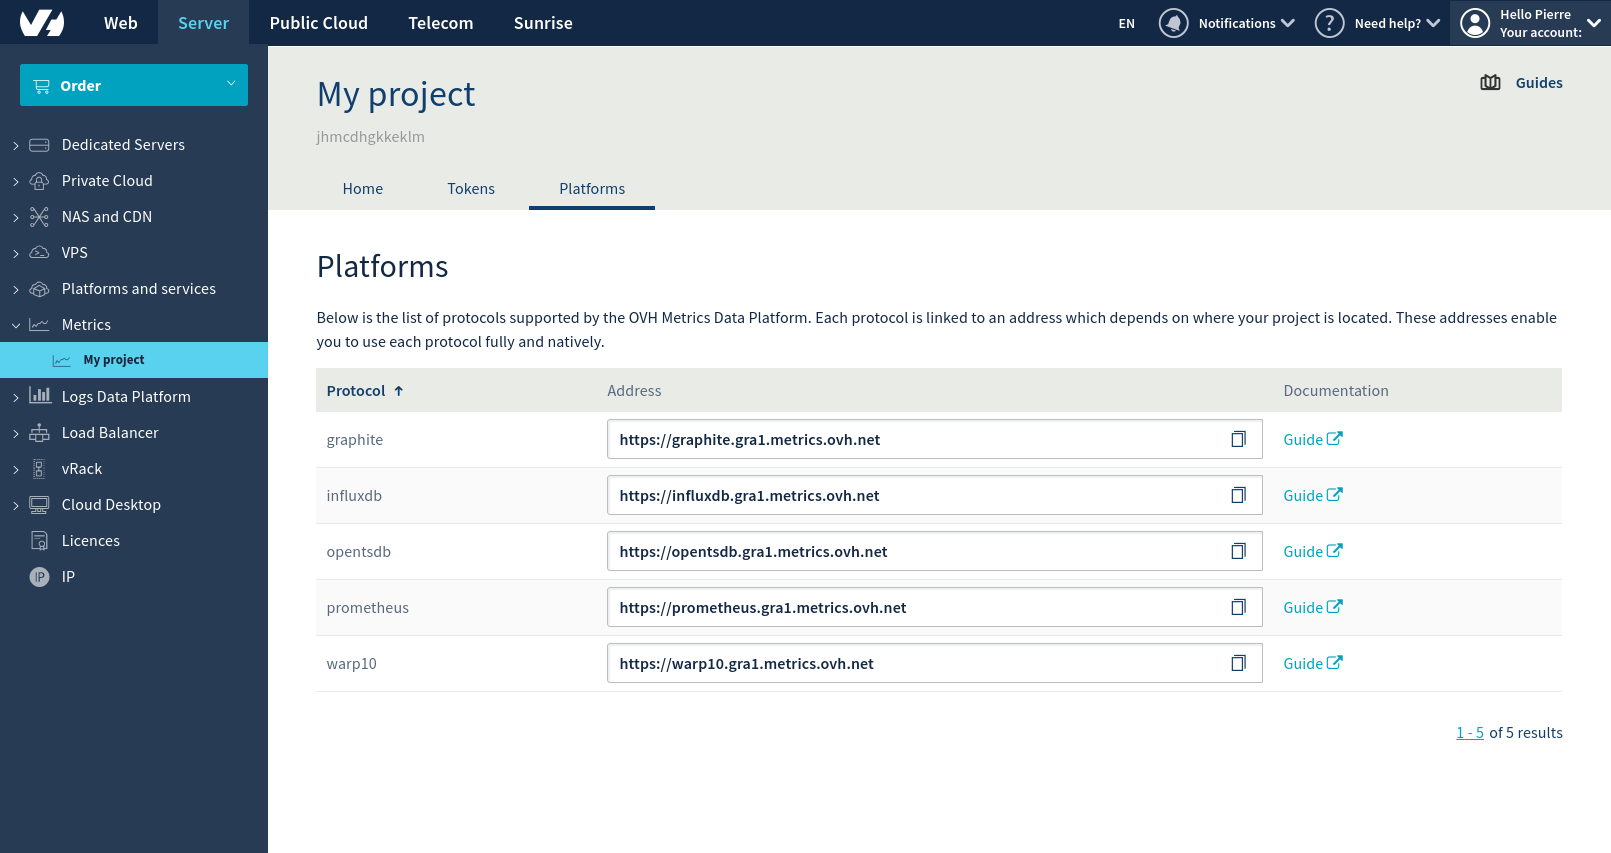 Web Server Public Cloud Telecom Sunrise EN Notifications ? Need help? Hello Pierre
Your account:
Order
Dedicated Servers
Private Cloud
NAS and CDN
VPS
Platforms and services
Metrics
My project
Logs Data Platform
Load Balancer
vRack
Cloud Desktop
Licences
IP IP
My project
Guides
jhmcdhgkkeklm
Home Tokens Platforms
Platforms
Below is the list of protocols supported by the OVH Metrics Data Platform. Each protocol is linked to an address which depends on where your project is located. These addresses enable
you to use each protocol fully and natively.
Protocol Address Documentation
graphite https://graphite.gra1.metrics.ovh.net Guide
influxdb https://influxdb.gra1.metrics.ovh.net Guide
opentsdb https://opentsdb.gra1.metrics.ovh.net Guide
prometheus https://prometheus.gra1.metrics.ovh.net Guide
warp10 https://warp10.gra1.metrics.ovh.net Guide
1 - 5 of 5 results